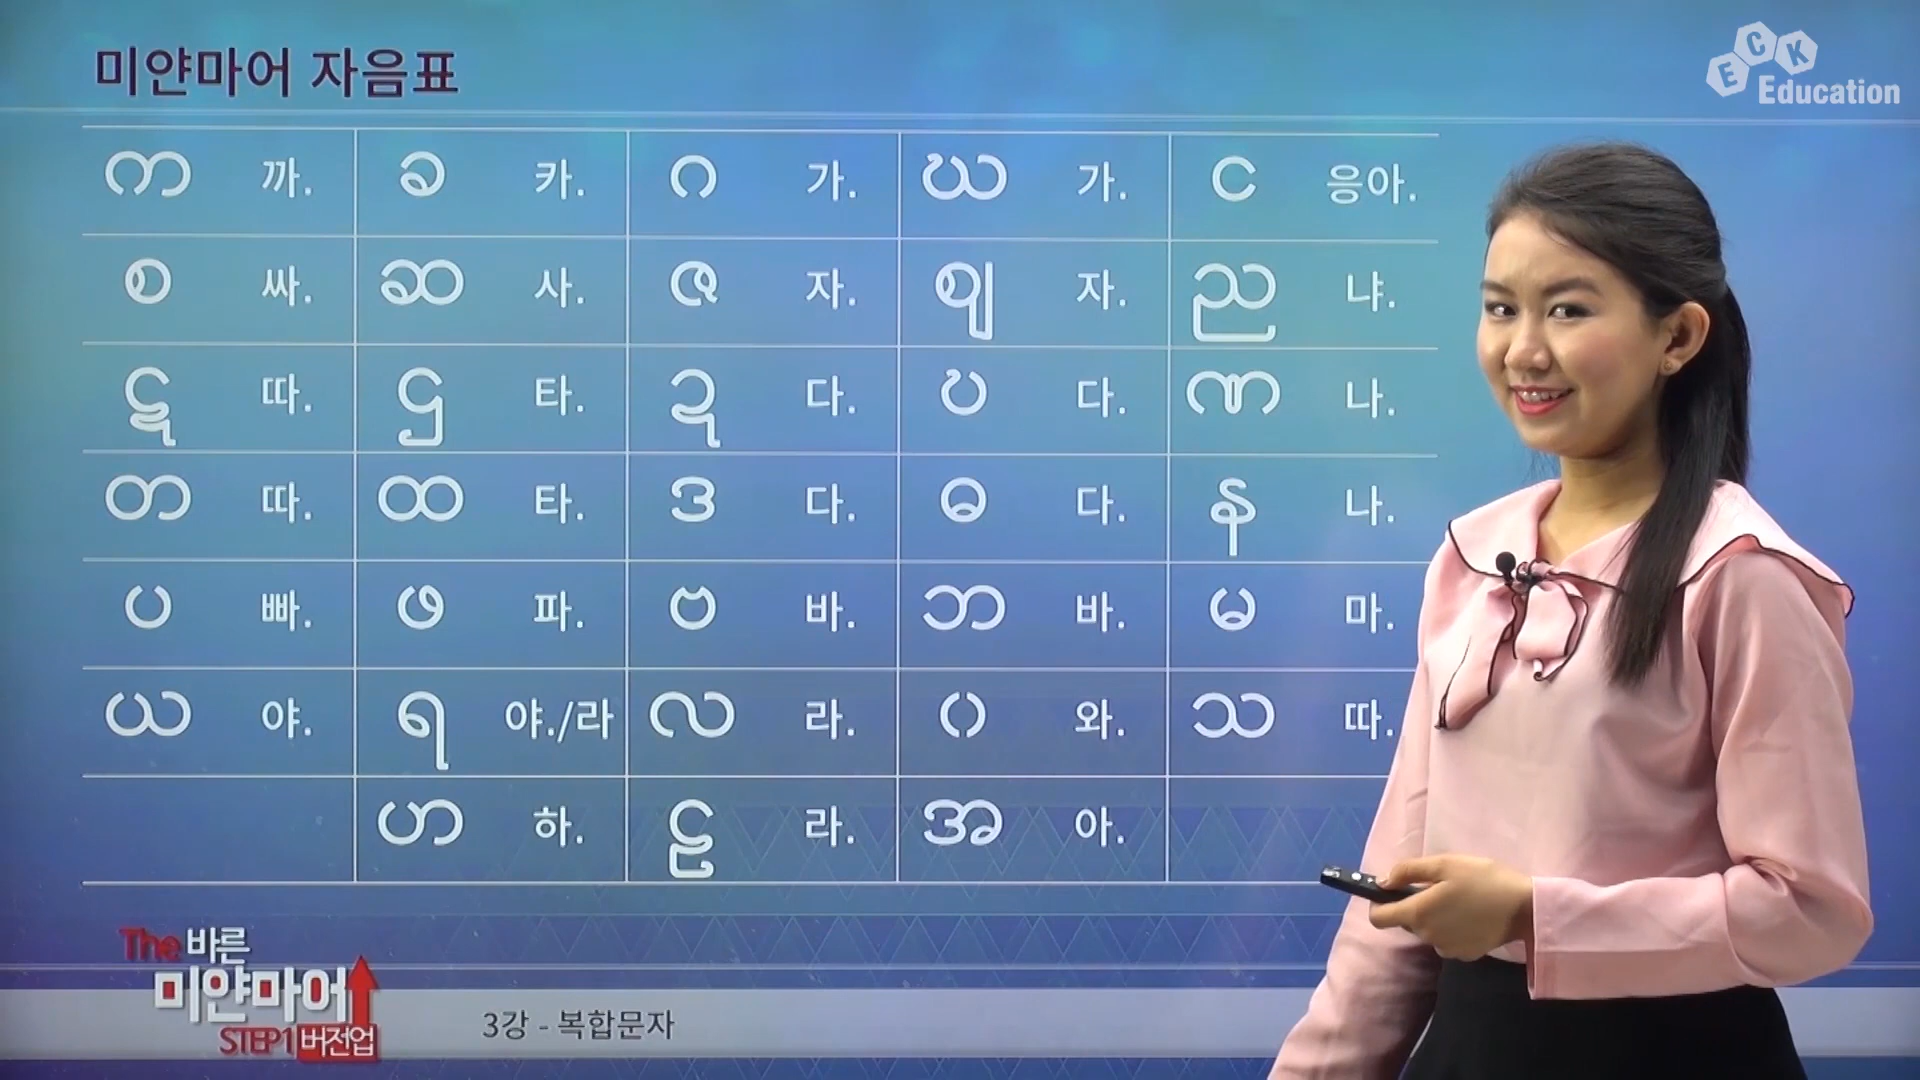 미얀마어 자음표
ECK
Education
က 까. ခ 카. ဂ 가. ဃ 가. င 응아.
စ 싸. ဆ 사. ဇ 자. ဈ 자. ည 냐.
ဋ 따. ဌ 타. ဍ 다. ဎ 다. ဏ 나.
တ 따. ထ 타. ဒ 다. ဓ 다. န 나.
ပ 빠. ဖ 파. ဗ 바. ဘ 바. မ 마.
ယ 야. ရ 야./라 လ 라. ဝ 와. သ 따.
ဟ 하. ဠ 라. အ 아.
The 바른
미얀마어
STEP1 버전업
3강 - 복합문자